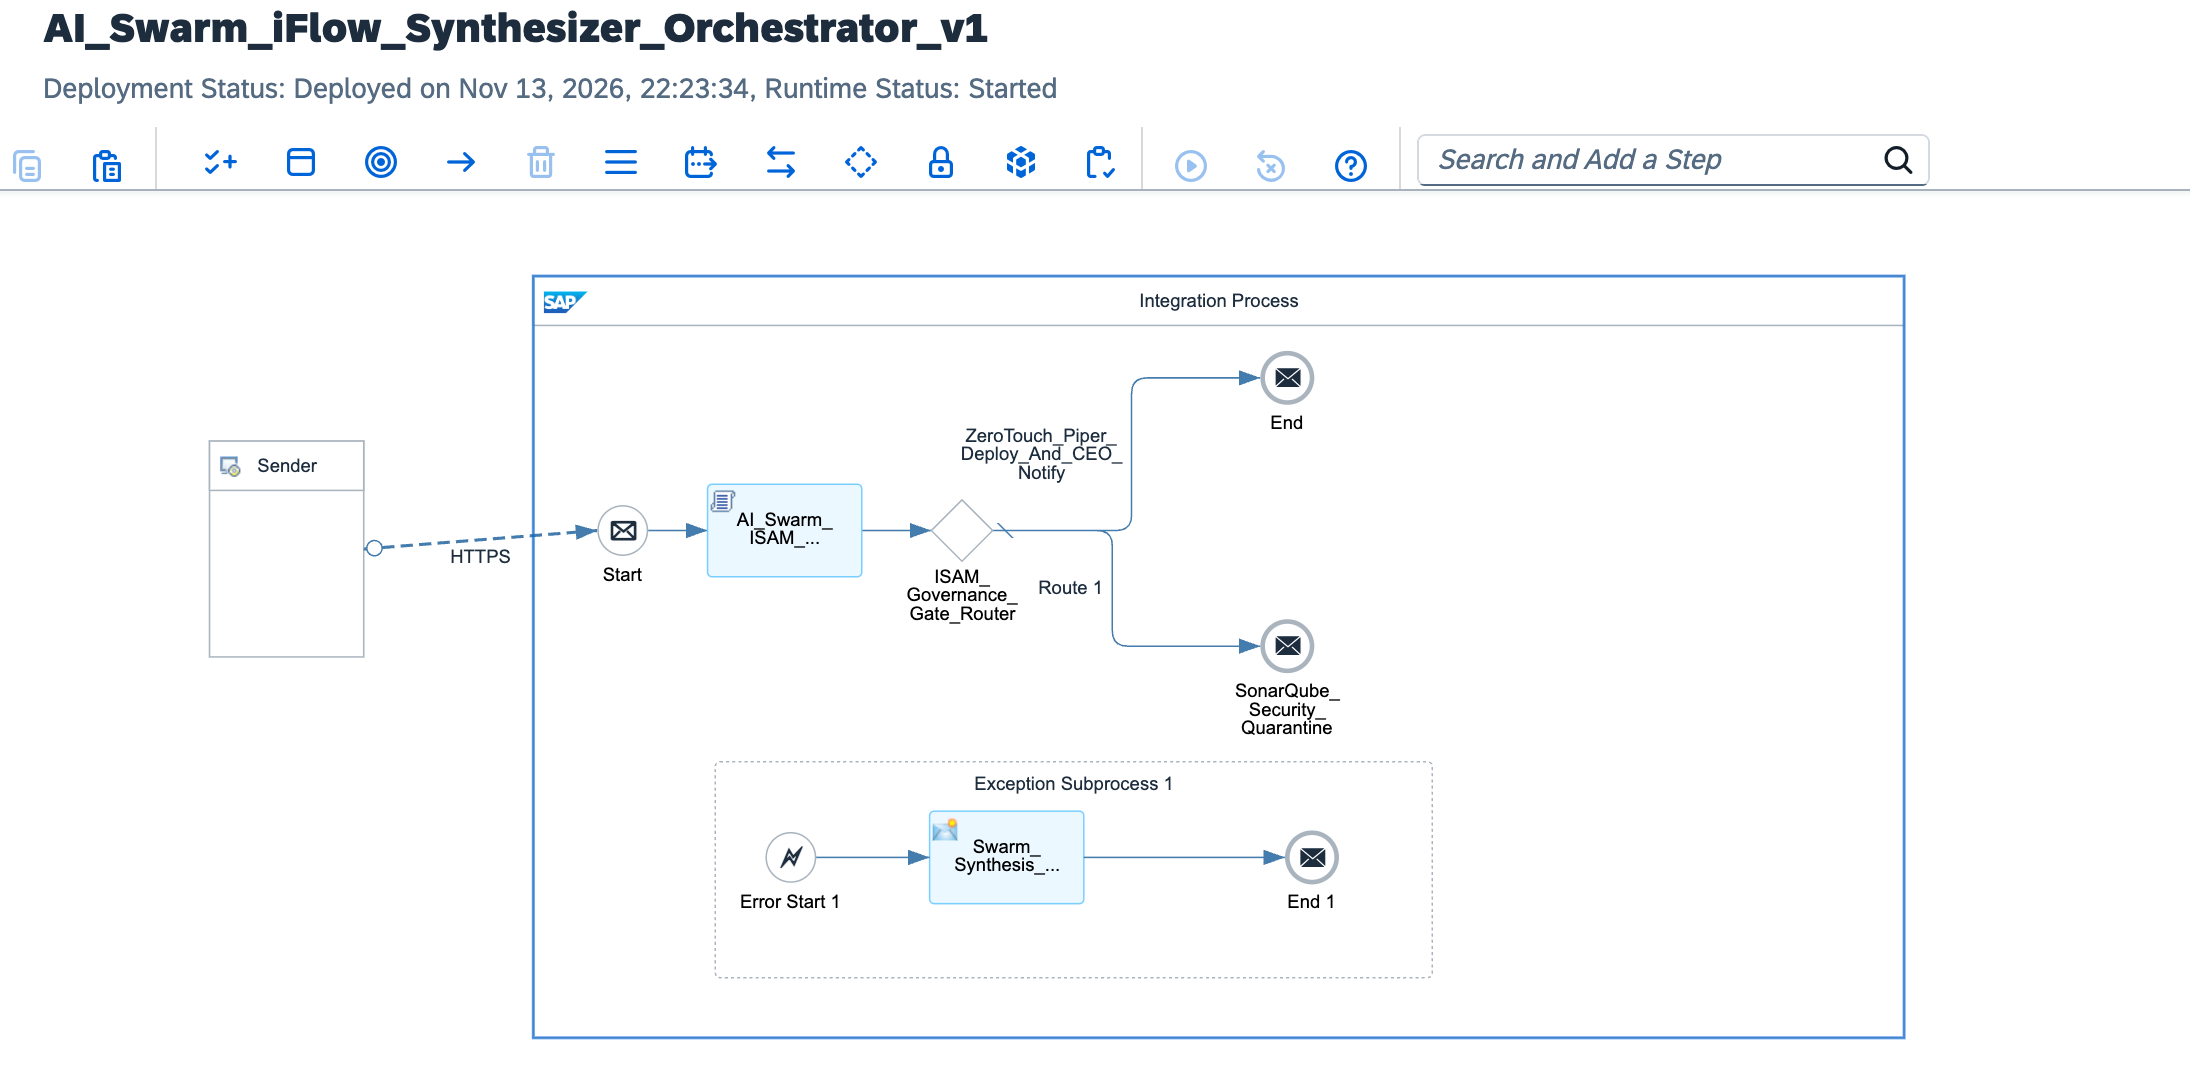 AI_Swarm_iFlow_Synthesizer_Orchestrator_v1
Deployment Status: Deployed on Nov 13, 2026, 22:23:34, Runtime Status: Started
Search and Add a Step
SAP
Integration Process
End
ZeroTouch_Piper_
Deploy_And_CEO_
Notify
Sender
AI_Swarm_
ISAM_...
HTTPS
Start
ISAM_
Governance_
Gate_Router
Route 1
SonarQube_
Security_
Quarantine
Exception Subprocess 1
Swarm_
Synthesis_...
Error Start 1
End 1